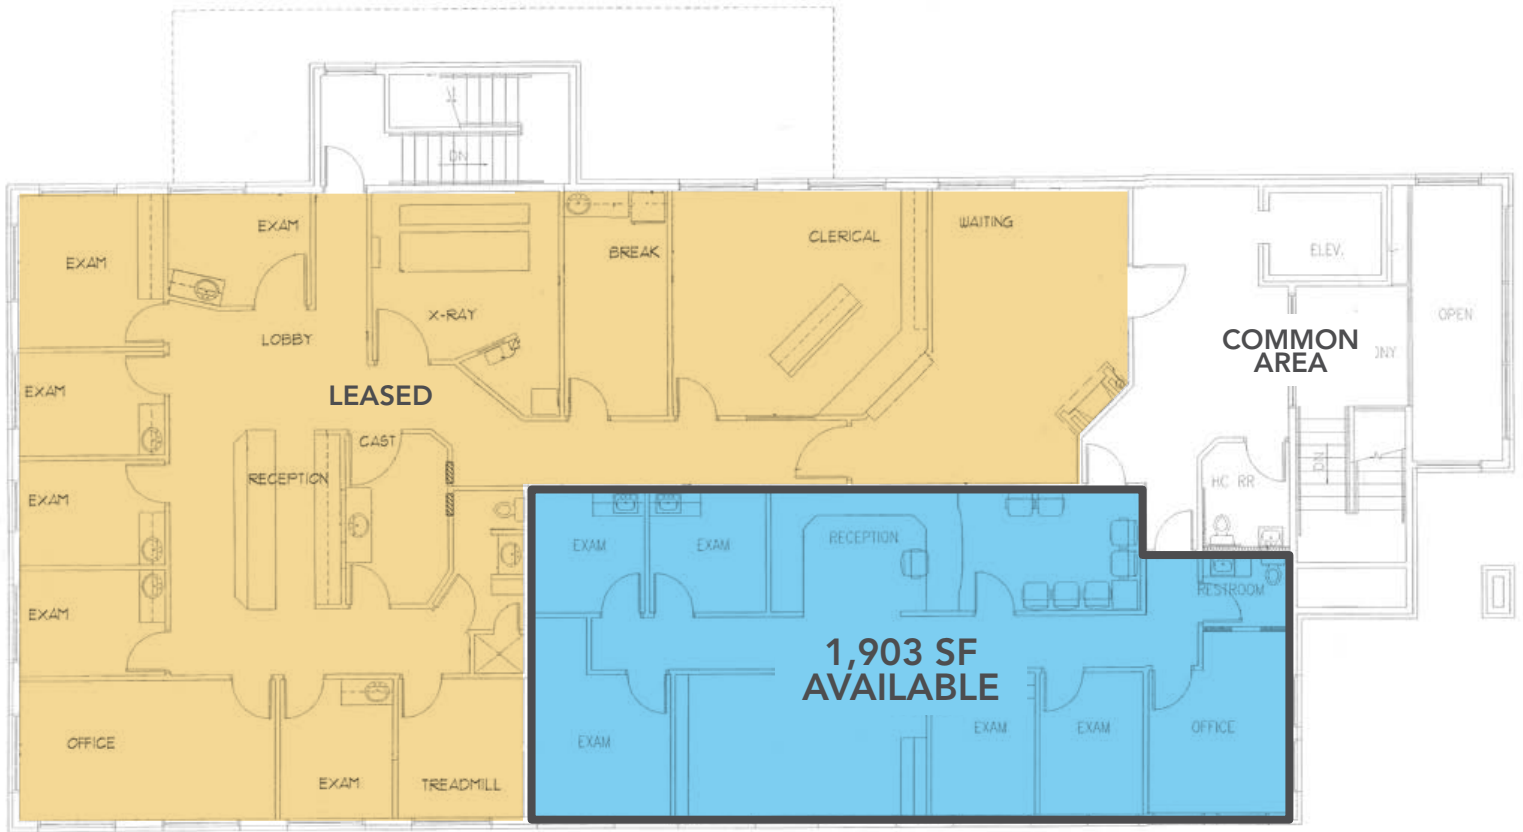 DN
EXAM
EXAM
BREAK
CLERICAL
WAITING
ELEV.
X-RAY
LOBBY
OPEN
COMMON
AREA
EXAM
LEASED
CAST
RECEPTION
EXAM
DN
HC RR
EXAM
EXAM
RECEPTION
RESTROOM
EXAM
1,903 SF
AVAILABLE
OFFICE
EXAM
TREADMILL
EXAM
EXAM
EXAM
OFFICE